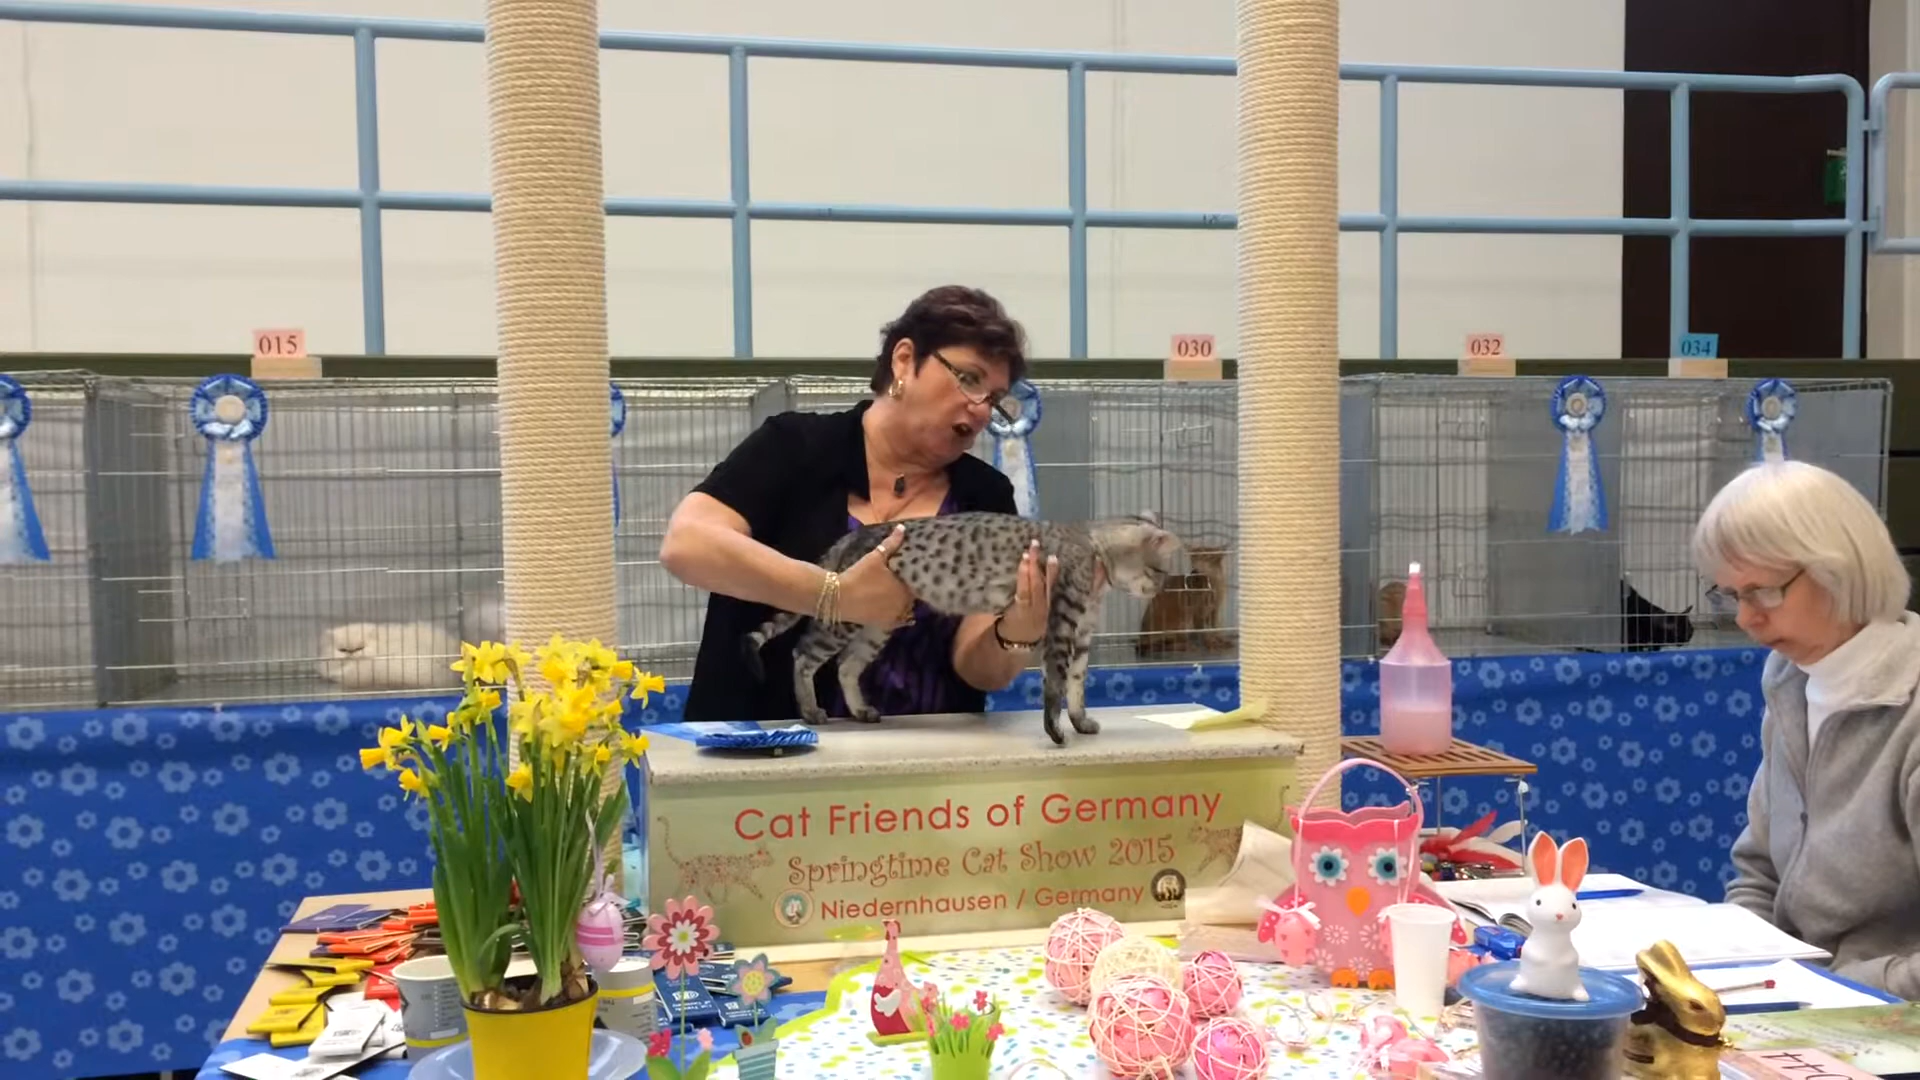 015
030
032
034
Cat Friends of Germany
Springtime Cat Show 2015
Niedernhausen / Germany